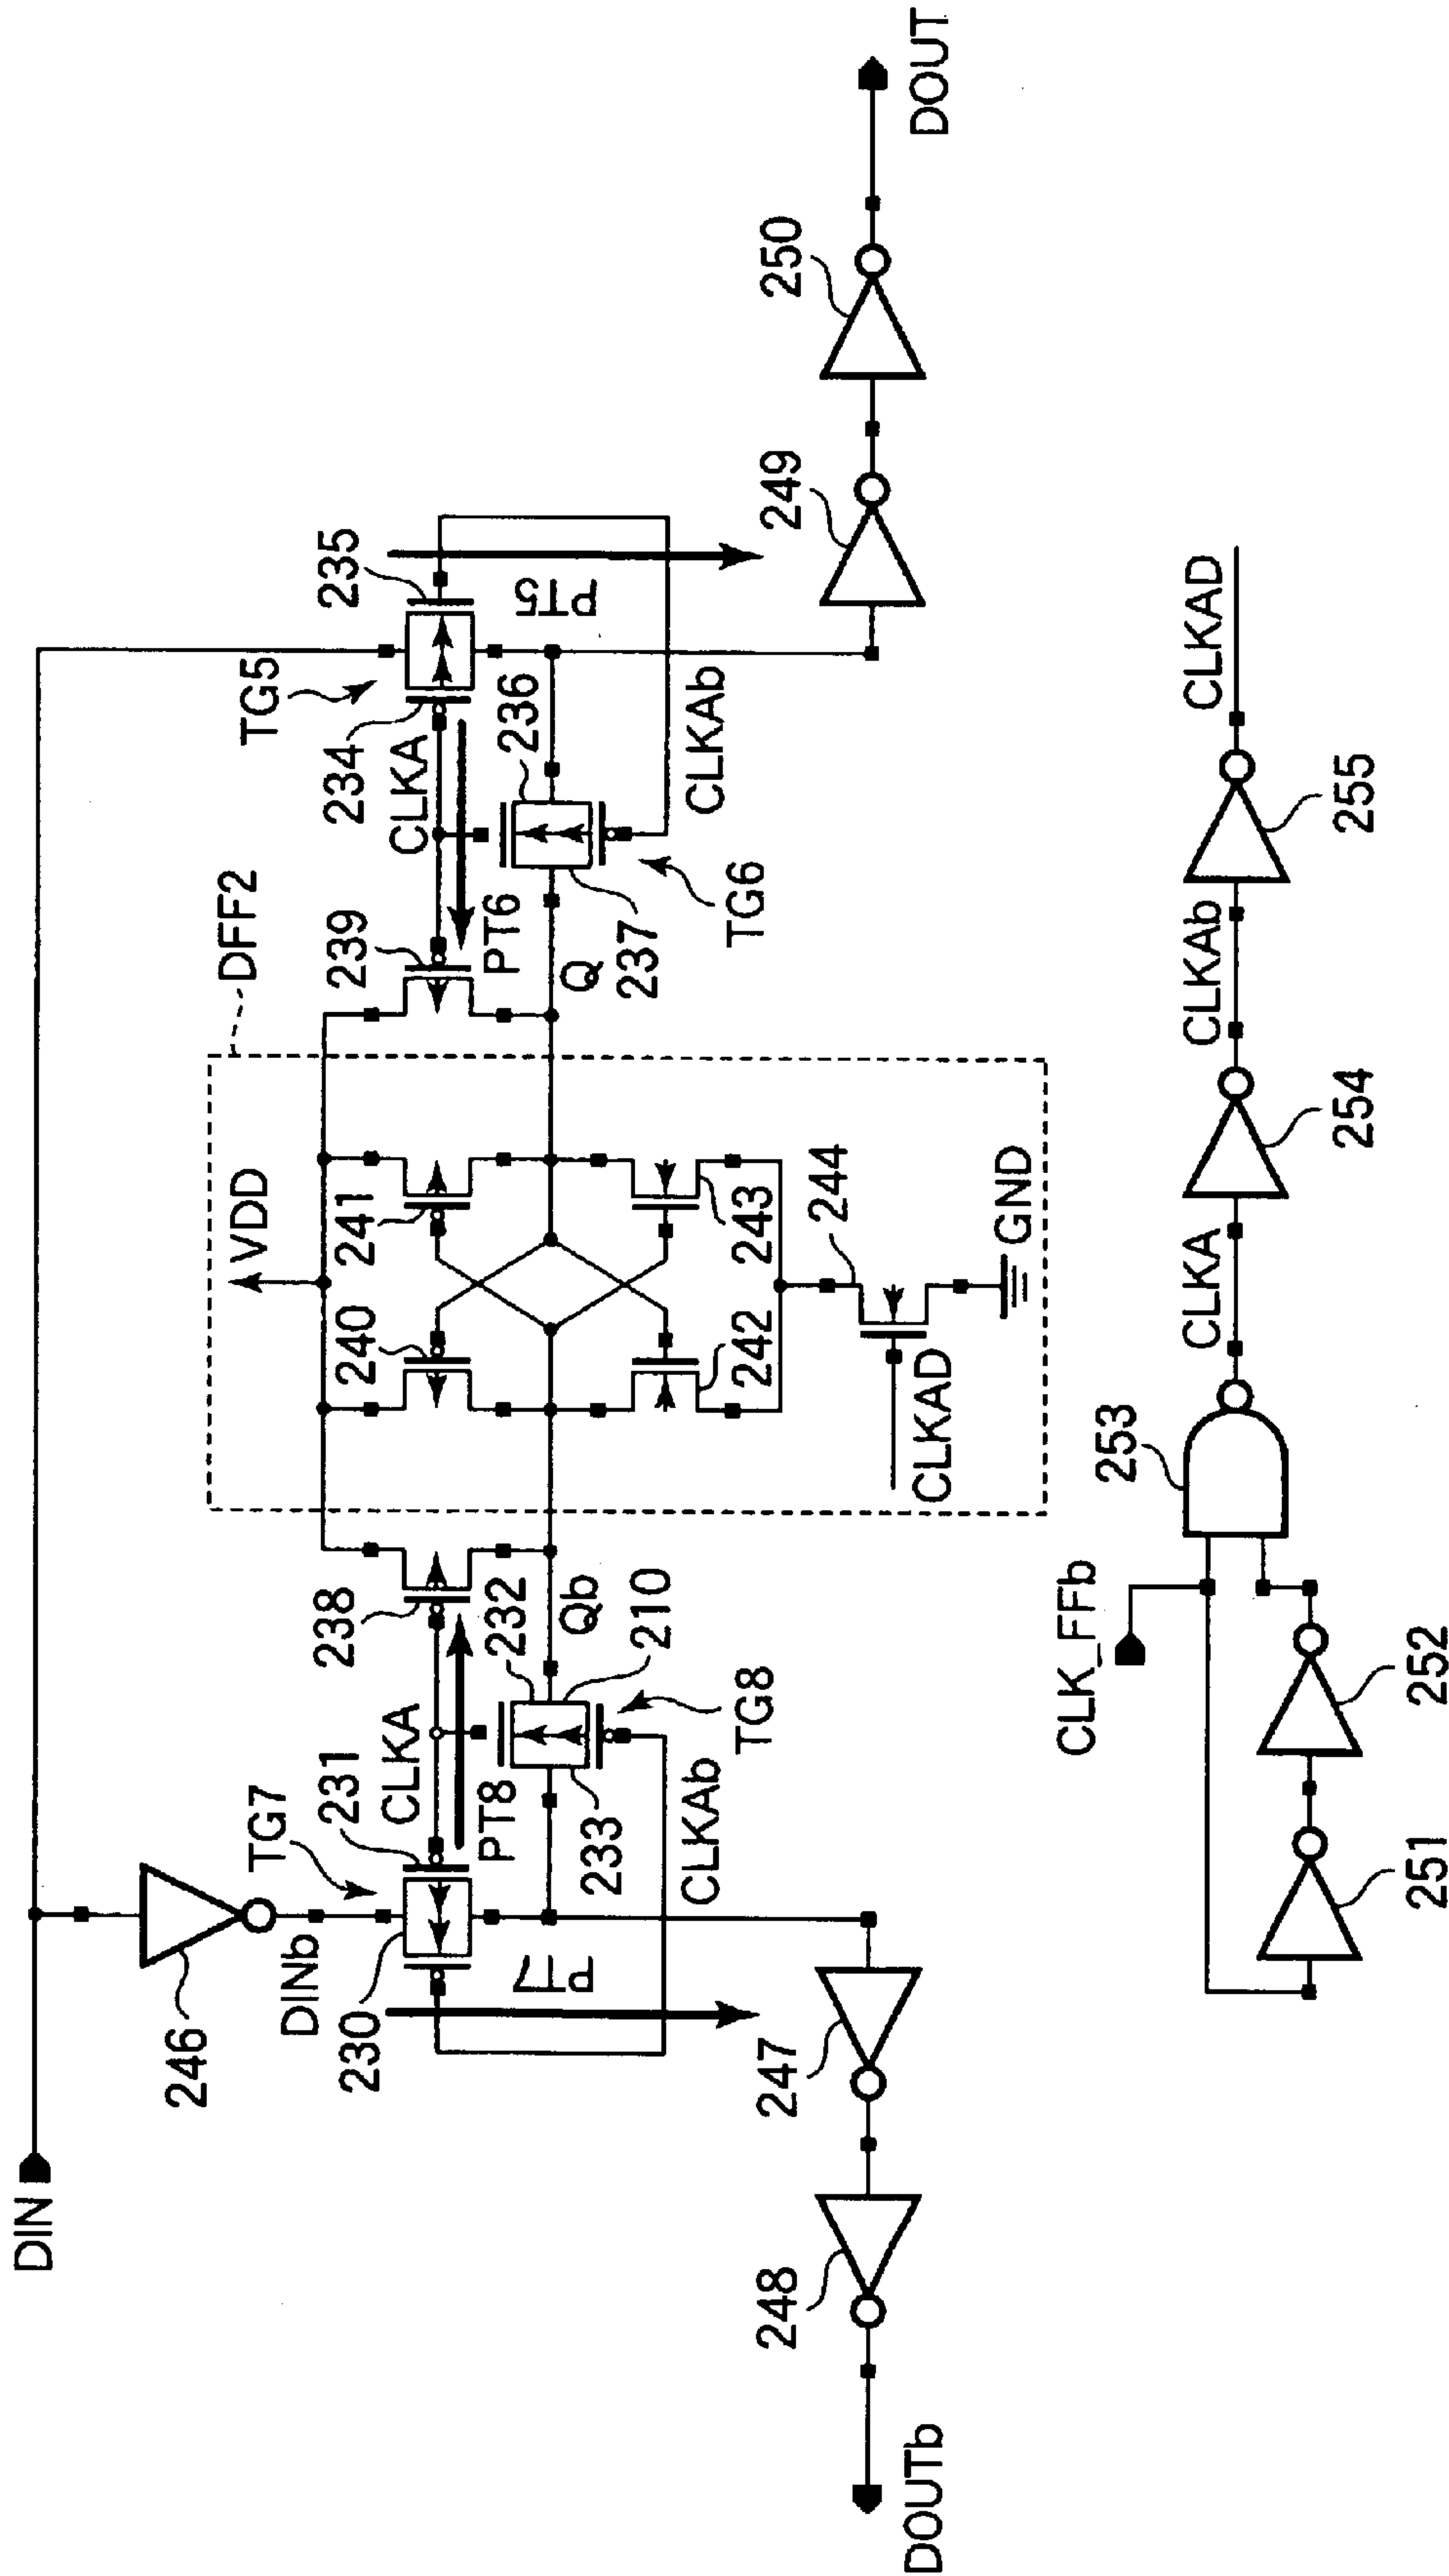 DIN
246
DINb
TG7
230
231
CLKA
PT8
PT7
232
233
210
TG8
CLKAb
Qb
238
VDD
240
241
242
243
244
CLKAD
GND
DFF2
239
PT6
Q
237
TG6
236
CLKA
234
TG5
235
PT5
CLKAb
247
248
DOUTb
249
250
DOUT
CLK_FFb
251
252
253
CLKA
254
CLKAb
255
CLKAD